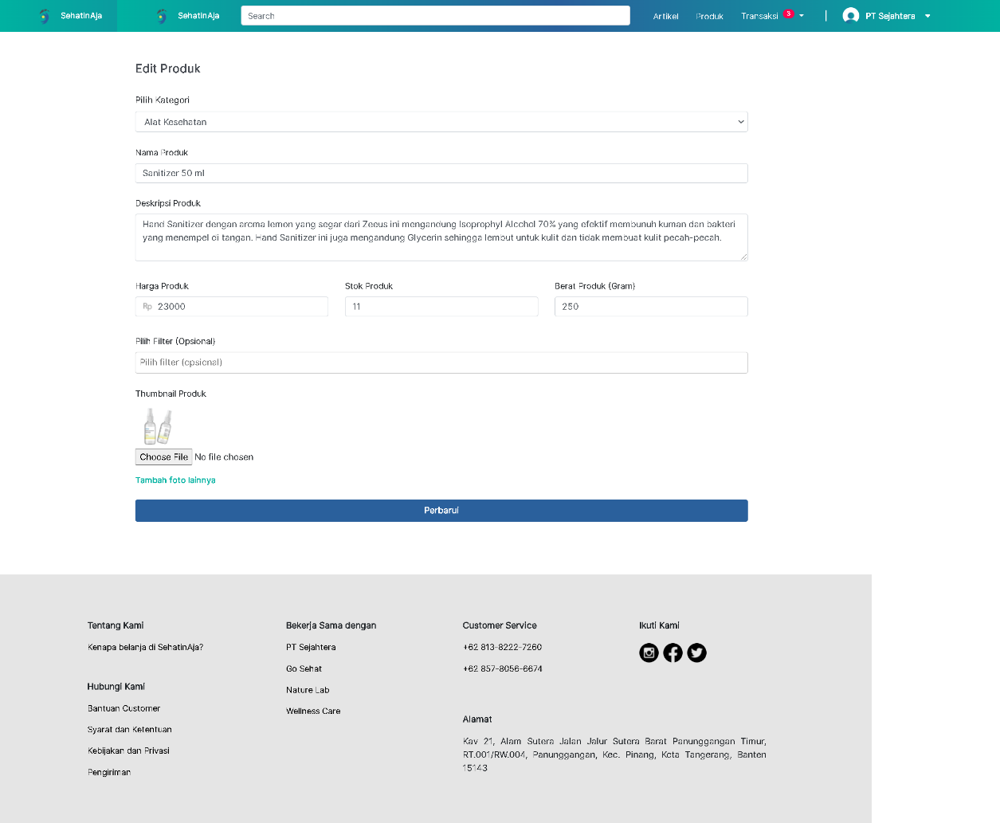 SehatinAja
SehatinAja
Search
Artikel
Produk
Transaksi 3
PT Sejahtera
Edit Produk
Pilih Kategori
Alat Kesehatan
Nama Produk
Sanitizer 50 ml
Deskripsi Produk
Hand Sanitizer dengan aroma lemon yang segar dari Zeeus ini mengandung Isoprophyl Alcohol 70% yang efektif membunuh kuman dan bakteri
yang menempel di tangan. Hand Sanitizer ini juga mengandung Glycerin sehingga lembut untuk kulit dan tidak membuat kulit pecah-pecah.
Harga Produk
Stok Produk
Berat Produk (Gram)
Rp 23000
11
250
Pilih Filter (Opsional)
Pilih filter (opsional)
Thumbnail Produk
Choose File No file chosen
Tambah foto lainnya
Perbarui
Tentang Kami
Kenapa belanja di SehatinAja?
Hubungi Kami
Bantuan Customer
Syarat dan Ketentuan
Kebijakan dan Privasi
Pengiriman
Bekerja Sama dengan
PT Sejahtera
Go Sehat
Nature Lab
Wellness Care
Customer Service
+62 813-8222-7260
+62 857-8056-6674
Ikuti Kami
Alamat
Kav 21, Alam Sutera Jalan Jalur Sutera Barat Panunggangan Timur,
RT.001/RW.004, Panunggangan, Kec. Pinang, Kota Tangerang, Banten
15143